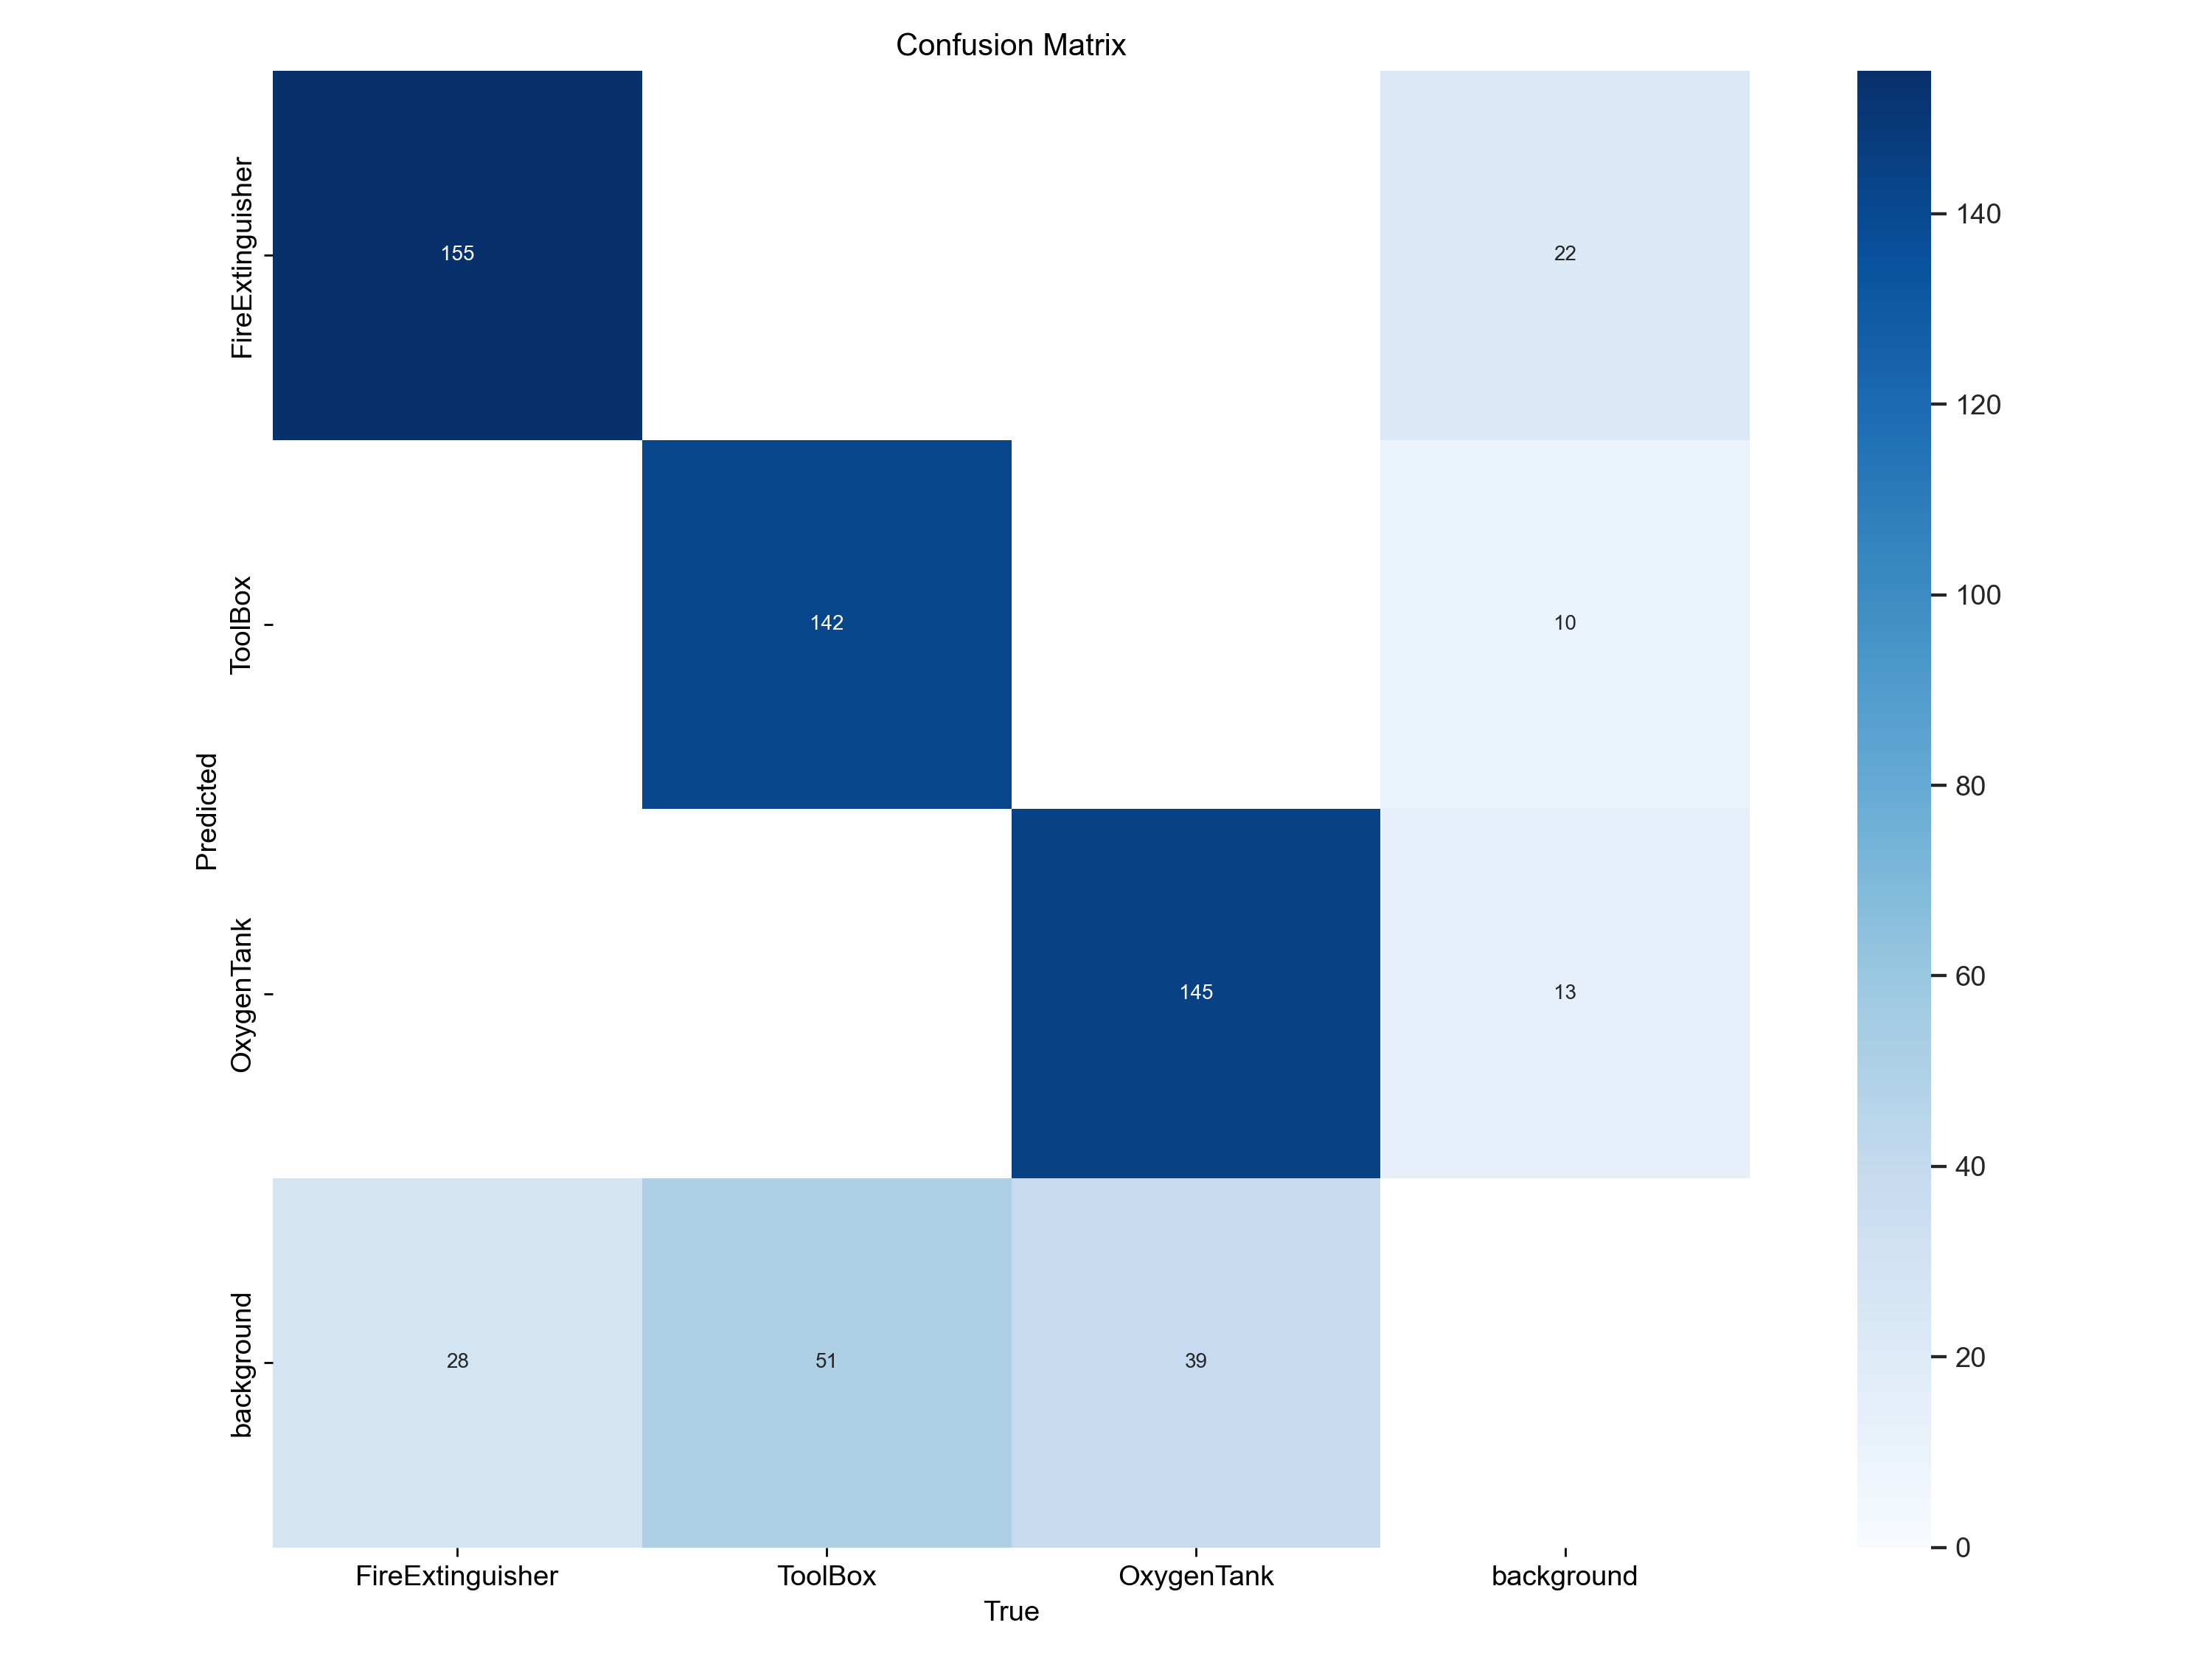 Confusion Matrix
FireExtinguisher
155
22
140
120
ToolBox
142
10
100
80
Predicted
OxygenTank
145
13
60
40
background
28
51
39
20
0
FireExtinguisher
ToolBox
OxygenTank
background
True